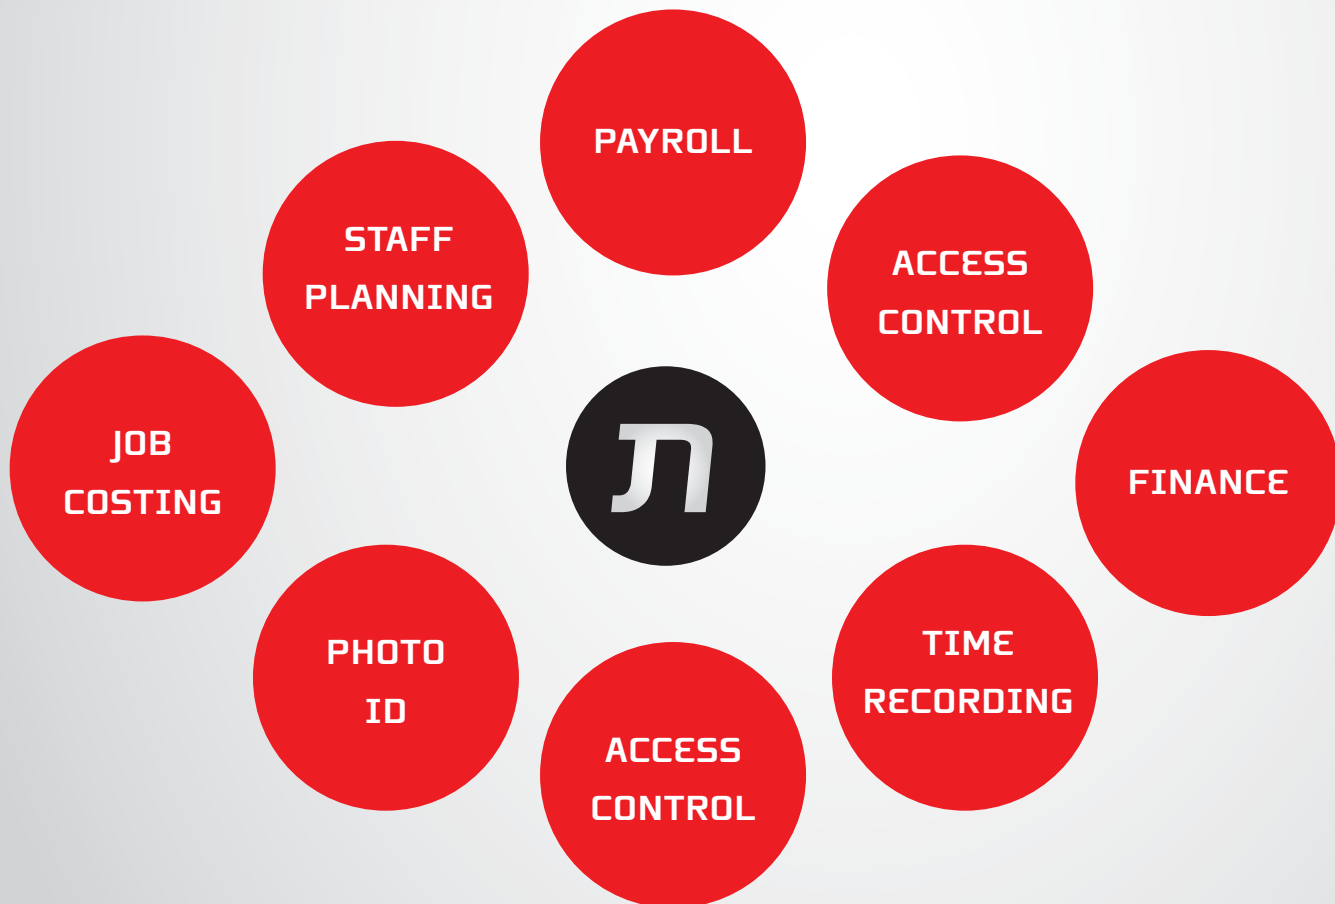 PAYROLL
STAFF
PLANNING
ACCESS
CONTROL
JOB
COSTING
FINANCE
PHOTO
ID
TIME
RECORDING
ACCESS
CONTROL